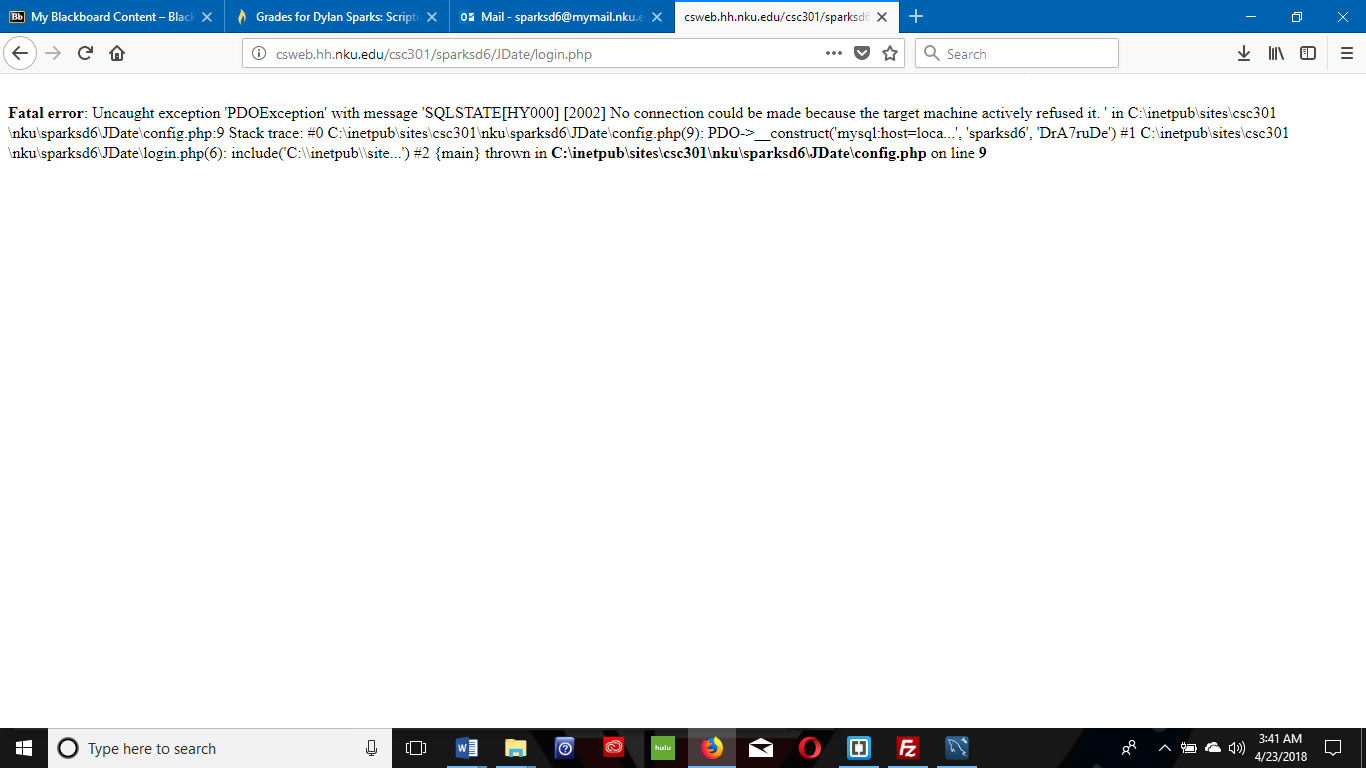 My Blackboard Content – Blac
Grades for Dylan Sparks: Scripti
Mail - sparksd6@mymail.nku.e
csweb.hh.nku.edu/csc301/sparksd6
csweb.hh.nku.edu/csc301/sparksd6/JDate/login.php
Search
Fatal error: Uncaught exception 'PDOException' with message 'SQLSTATE[HY000] [2002] No connection could be made because the target machine actively refused it. ' in C:\inetpub\sites\csc301
\nku\sparksd6\JDate\config.php:9 Stack trace: #0 C:\inetpub\sites\csc301\nku\sparksd6\JDate\config.php(9): PDO->__construct('mysql:host=loca...', 'sparksd6', 'DrA7ruDe') #1 C:\inetpub\sites\csc301
\nku\sparksd6\JDate\login.php(6): include('C:\\inetpub\\site...') #2 {main} thrown in C:\inetpub\sites\csc301\nku\sparksd6\JDate\config.php on line 9
Type here to search
hulu
3:41 AM
4/23/2018